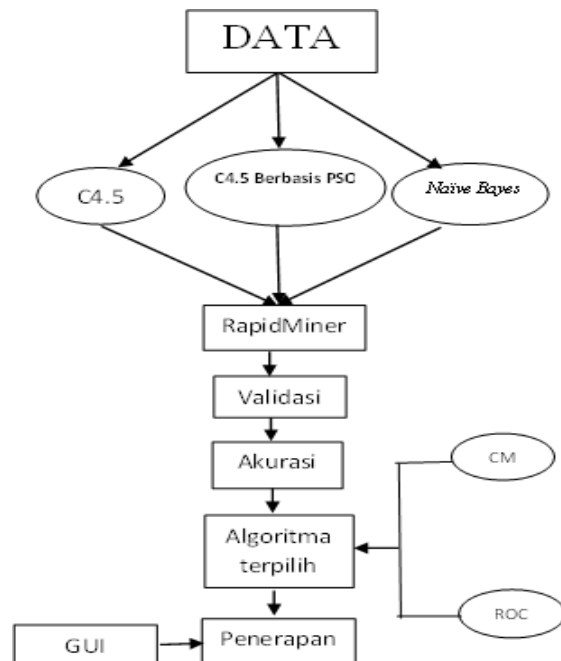 DATA
C4.5
C4.5 Berbasis PSO
Naïve Bayes
RapidMiner
Validasi
Akurasi
CM
Algoritma
terpilih
ROC
GUI
Penerapan